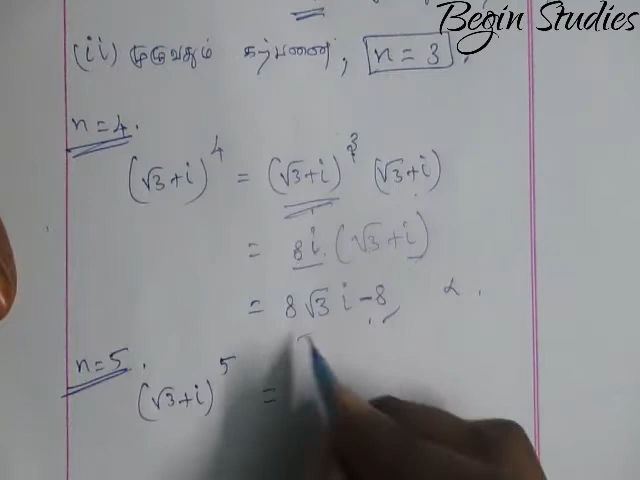 Begin Studies
(ii) முழுவதும் கற்பனை, n = 3.
n=4.
(√3+i)^4 = (√3+i)^3 (√3+i)
= 8i (√3+i)
= 8√3 i -8
n=5.
(√3+i)^5 =